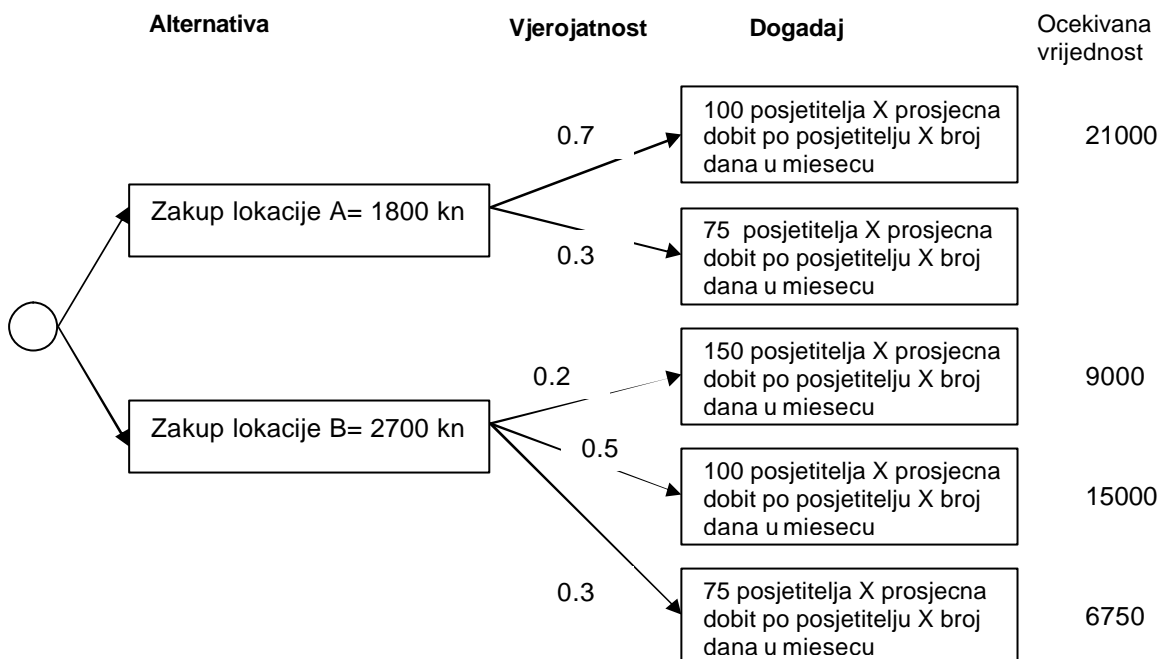 Alternativa
Vjerojatnost
Dogadaj
Ocekivana
vrijednost
100 posjetitelja X prosjecna
dobit po posjetitelju X broj
dana u mjesecu
0.7
21000
Zakup lokacije A= 1800 kn
75 posjetitelja X prosjecna
dobit po posjetitelju X broj
dana u mjesecu
0.3
150 posjetitelja X prosjecna
dobit po posjetitelju X broj
dana u mjesecu
0.2
9000
Zakup lokacije B= 2700 kn
0.5
100 posjetitelja X prosjecna
dobit po posjetitelju X broj
dana u mjesecu
15000
0.3
75 posjetitelja X prosjecna
dobit po posjetitelju X broj
dana u mjesecu
6750